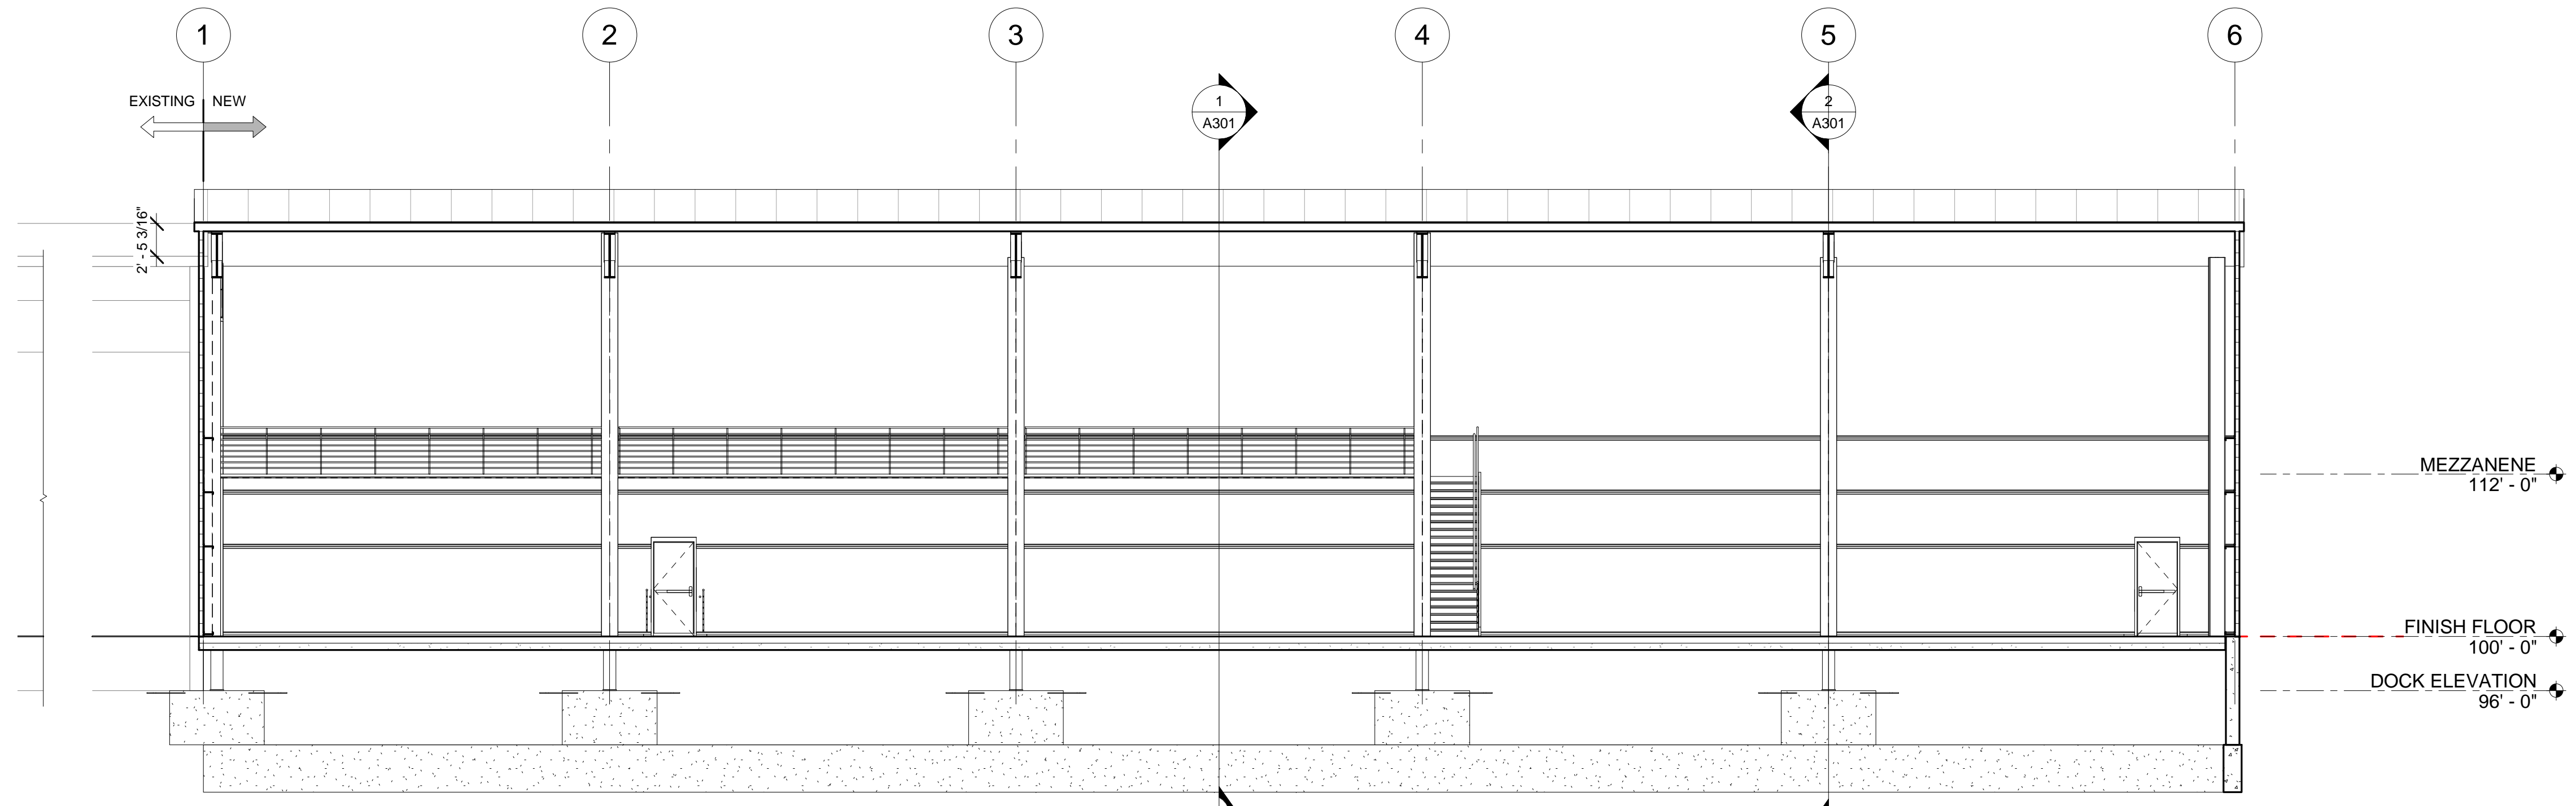 1
2
3
4
5
6
EXISTING NEW
1
A301
2
A301
2' - 5 3/16"
MEZZANENE
112' - 0"
FINISH FLOOR
100' - 0"
DOCK ELEVATION
96' - 0"